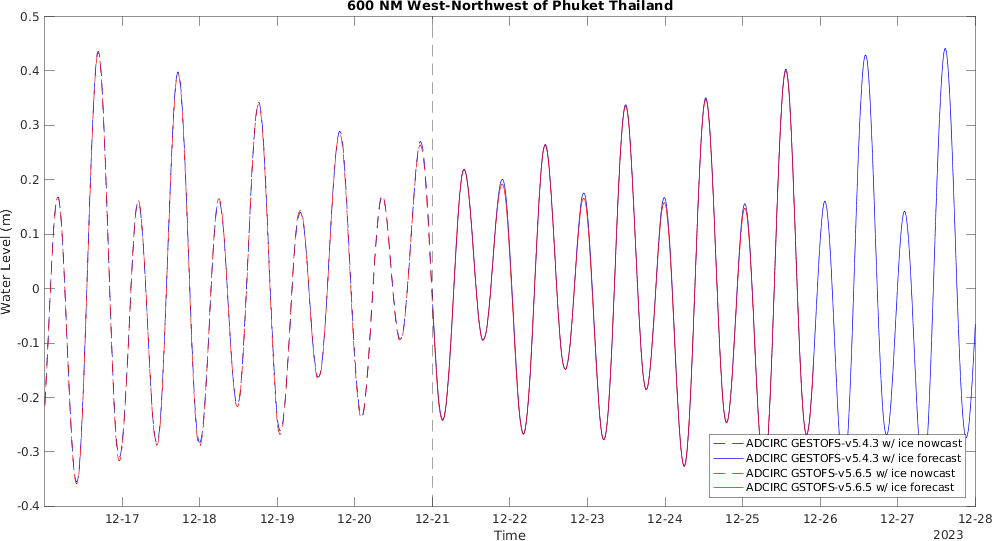 600 NM West-Northwest of Phuket Thailand
Water Level (m)
0.5
0.4
0.3
0.2
0.1
0
-0.1
-0.2
-0.3
-0.4
ADCIRC GESTOFS-v5.4.3 w/ ice nowcast
ADCIRC GESTOFS-v5.4.3 w/ ice forecast
ADCIRC GSTOFS-v5.6.5 w/ ice nowcast
ADCIRC GSTOFS-v5.6.5 w/ ice forecast
12-17 12-18 12-19 12-20 12-21 12-22 12-23 12-24 12-25 12-26 12-27 12-28
Time
2023